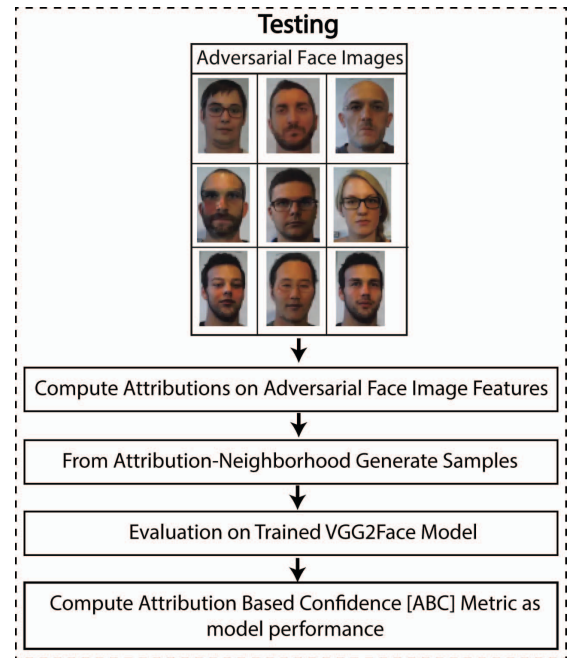 Testing
Adversarial Face Images
Compute Attributions on Adversarial Face Image Features
From Attribution-Neighborhood Generate Samples
Evaluation on Trained VGG2Face Model
Compute Attribution Based Confidence [ABC] Metric as
model performance